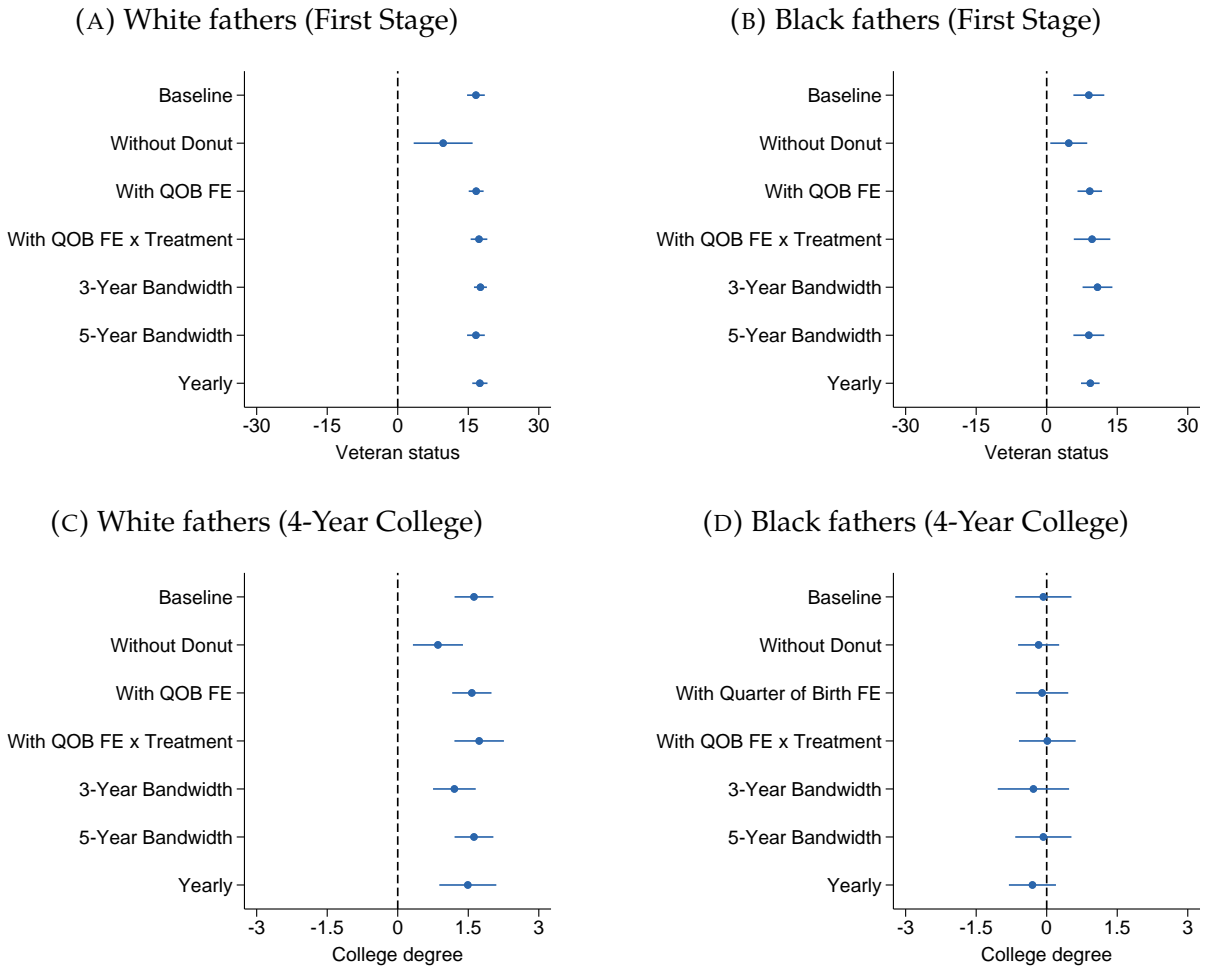 (A) White fathers (First Stage)
Baseline
Without Donut
With QOB FE
With QOB FE x Treatment
3-Year Bandwidth
5-Year Bandwidth
Yearly
-30 -15 0 15 30
Veteran status
(B) Black fathers (First Stage)
Baseline
Without Donut
With QOB FE
With QOB FE x Treatment
3-Year Bandwidth
5-Year Bandwidth
Yearly
-30 -15 0 15 30
Veteran status
(C) White fathers (4-Year College)
Baseline
Without Donut
With QOB FE
With QOB FE x Treatment
3-Year Bandwidth
5-Year Bandwidth
Yearly
-3 -1.5 0 1.5 3
College degree
(D) Black fathers (4-Year College)
Baseline
Without Donut
With Quarter of Birth FE
With QOB FE x Treatment
3-Year Bandwidth
5-Year Bandwidth
Yearly
-3 -1.5 0 1.5 3
College degree